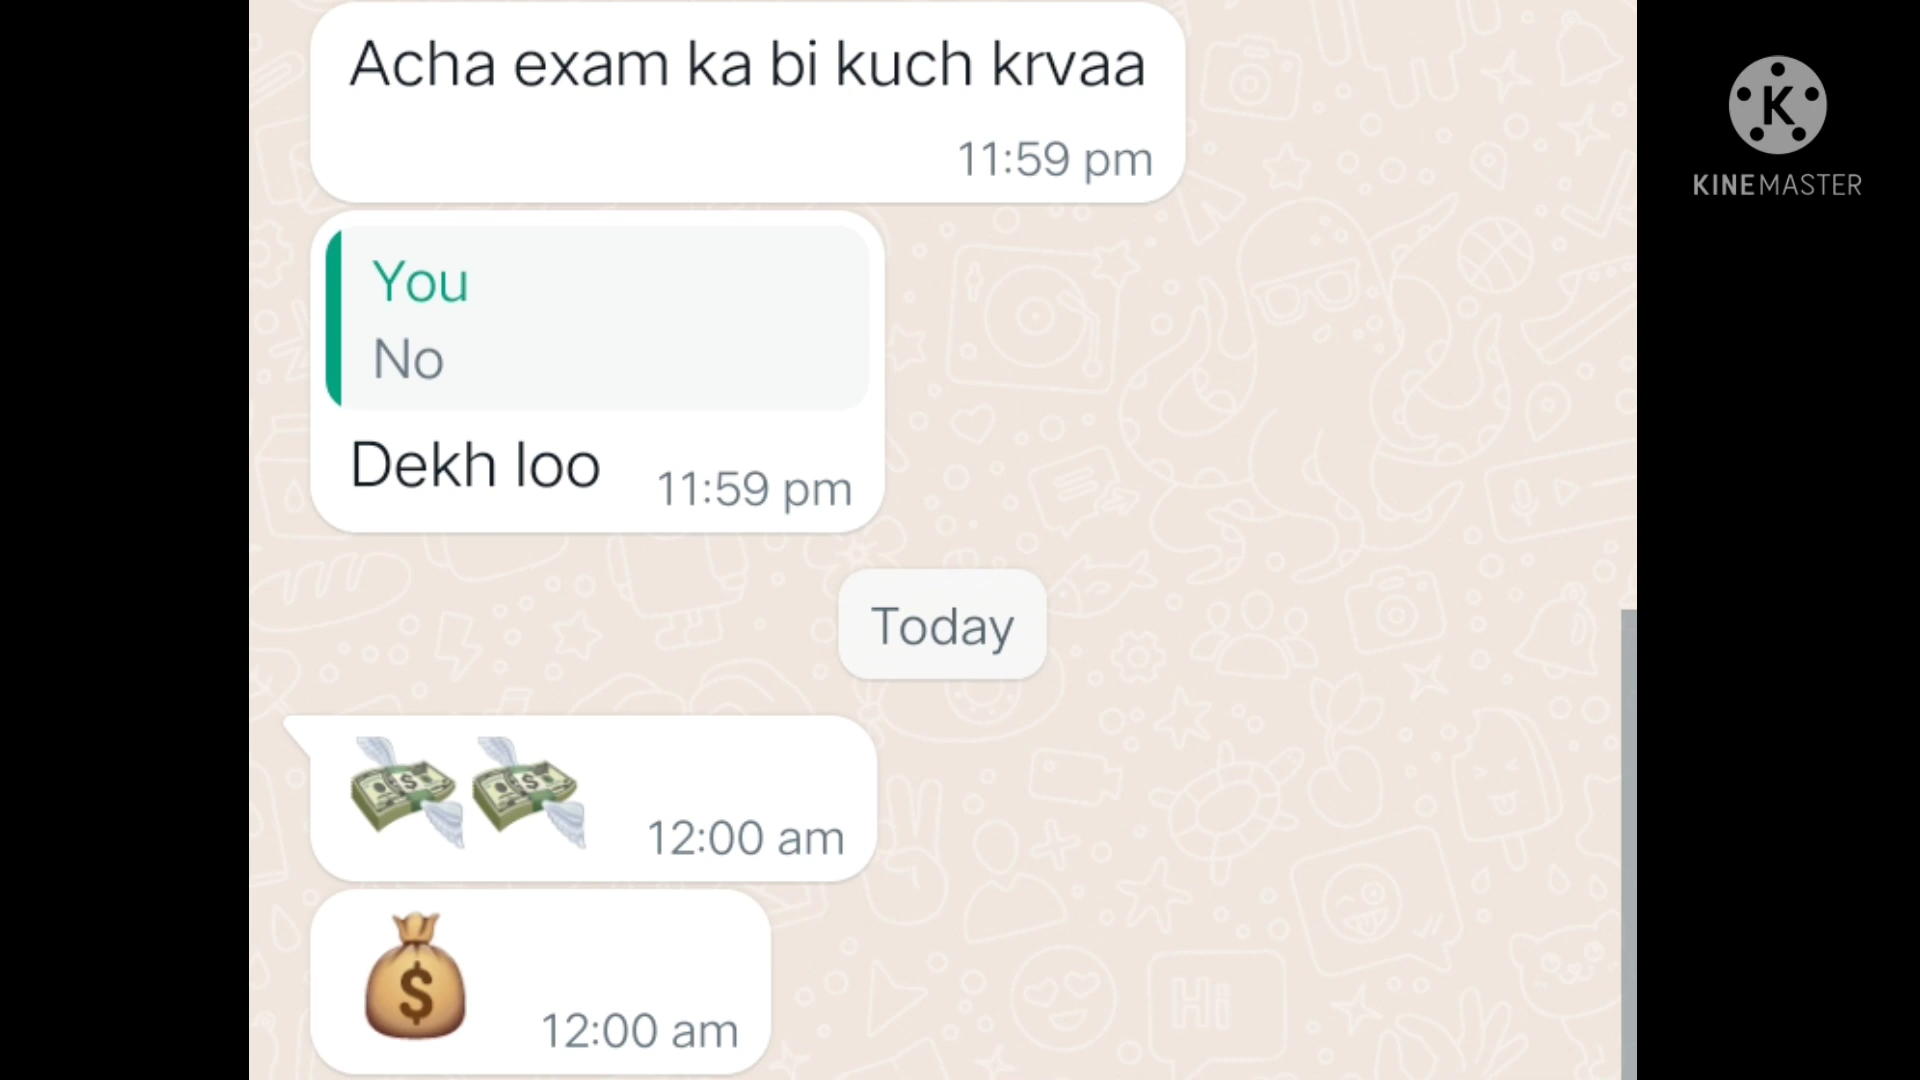 Acha exam ka bi kuch krvaa
11:59 pm
You
No
Dekh loo 11:59 pm
Today
12:00 am
12:00 am
K
KINEMASTER